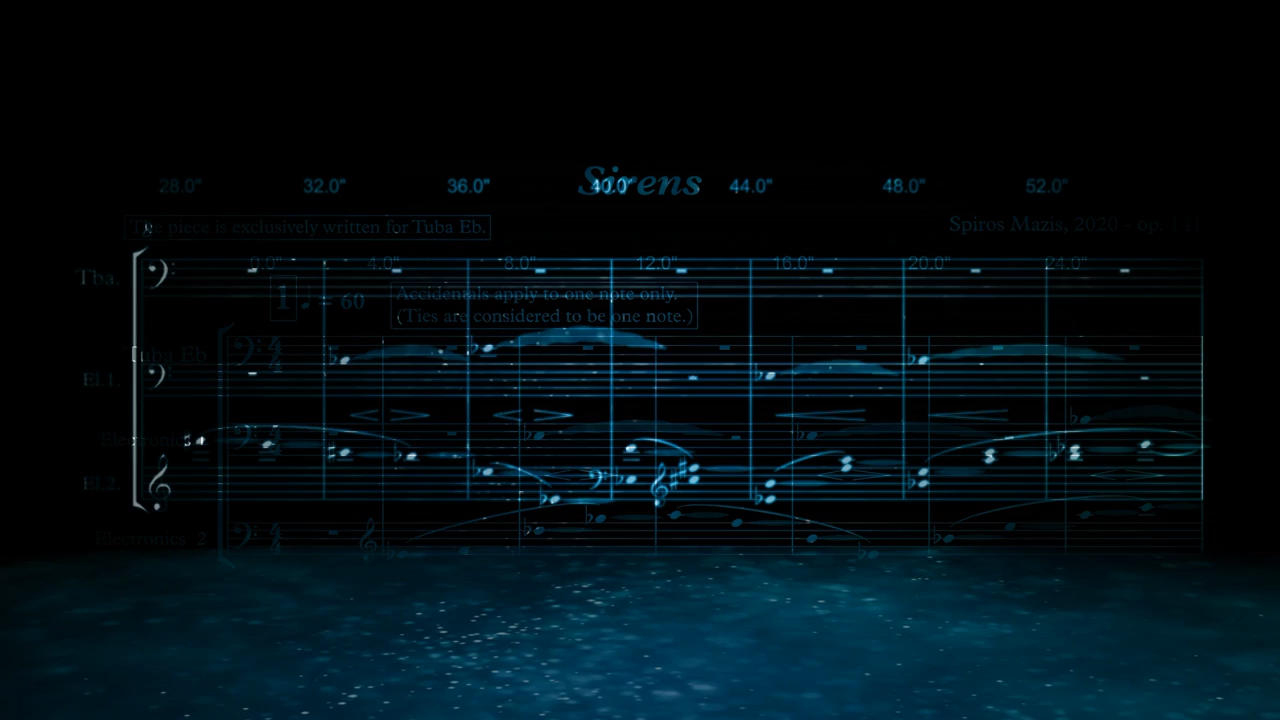 Sirens
28.0" 32.0" 36.0" 40.0" 44.0" 48.0" 52.0"
The piece is exclusively written for Tuba Eb.
Spiros Mazis, 2020 - op. 141
0.0" 4.0" 8.0" 12.0" 16.0" 20.0" 24.0"
Tba.
1 ♩ = 60
Accidentals apply to one note only.
(Ties are considered to be one note.)
Tuba Eb
El.1.
Electronics
El.2.
Electronics 2